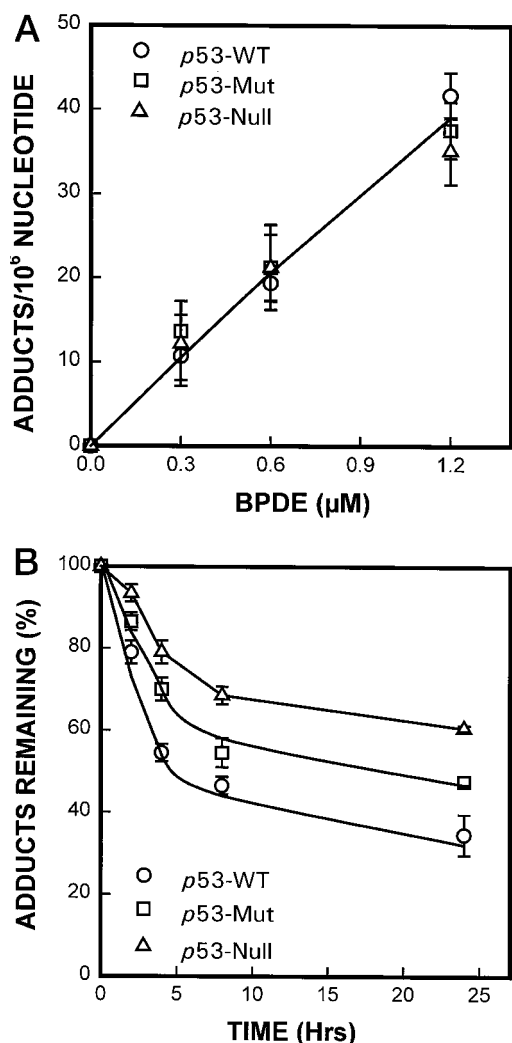 A
50
p53-WT
p53-Mut
p53-Null
40
30
20
10
0
ADDUCTS/10⁶ NUCLEOTIDE
0.0 0.3 0.6 0.9 1.2
BPDE (µM)
B
100
80
60
40
20
0
ADDUCTS REMAINING (%)
p53-WT
p53-Mut
p53-Null
0 5 10 15 20 25
TIME (Hrs)